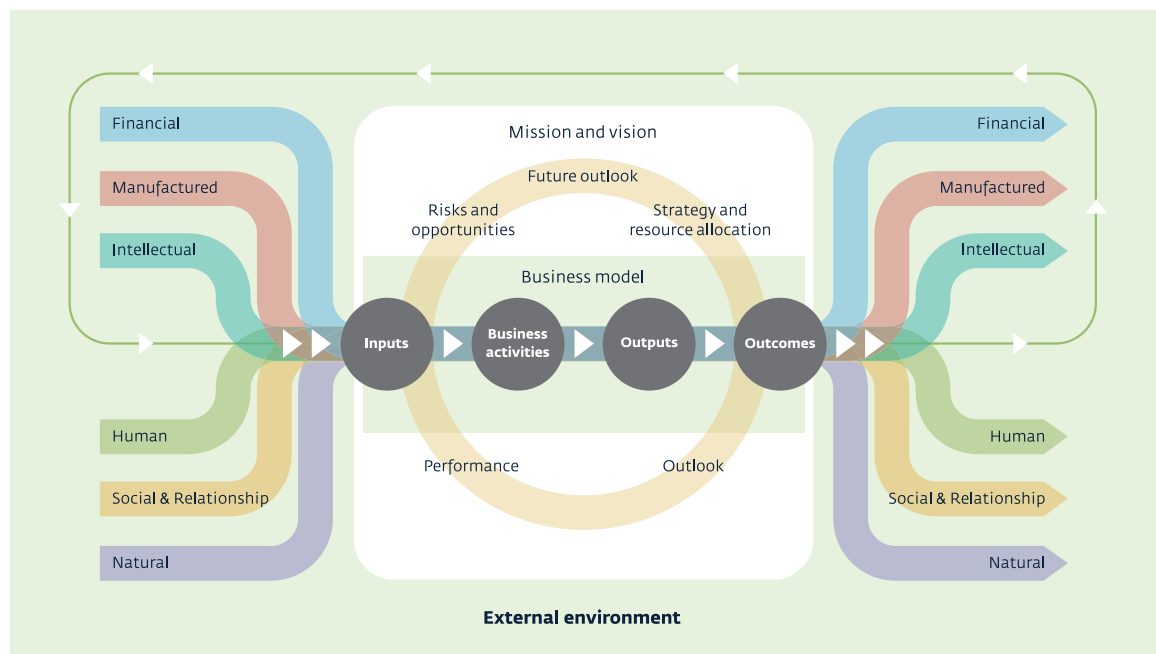 Financial
Manufactured
Intellectual
Human
Social & Relationship
Natural
Mission and vision
Future outlook
Risks and
opportunities
Strategy and
resource allocation
Business model
Inputs
Business
activities
Outputs
Outcomes
Performance
Outlook
Financial
Manufactured
Intellectual
Human
Social & Relationship
Natural
External environment